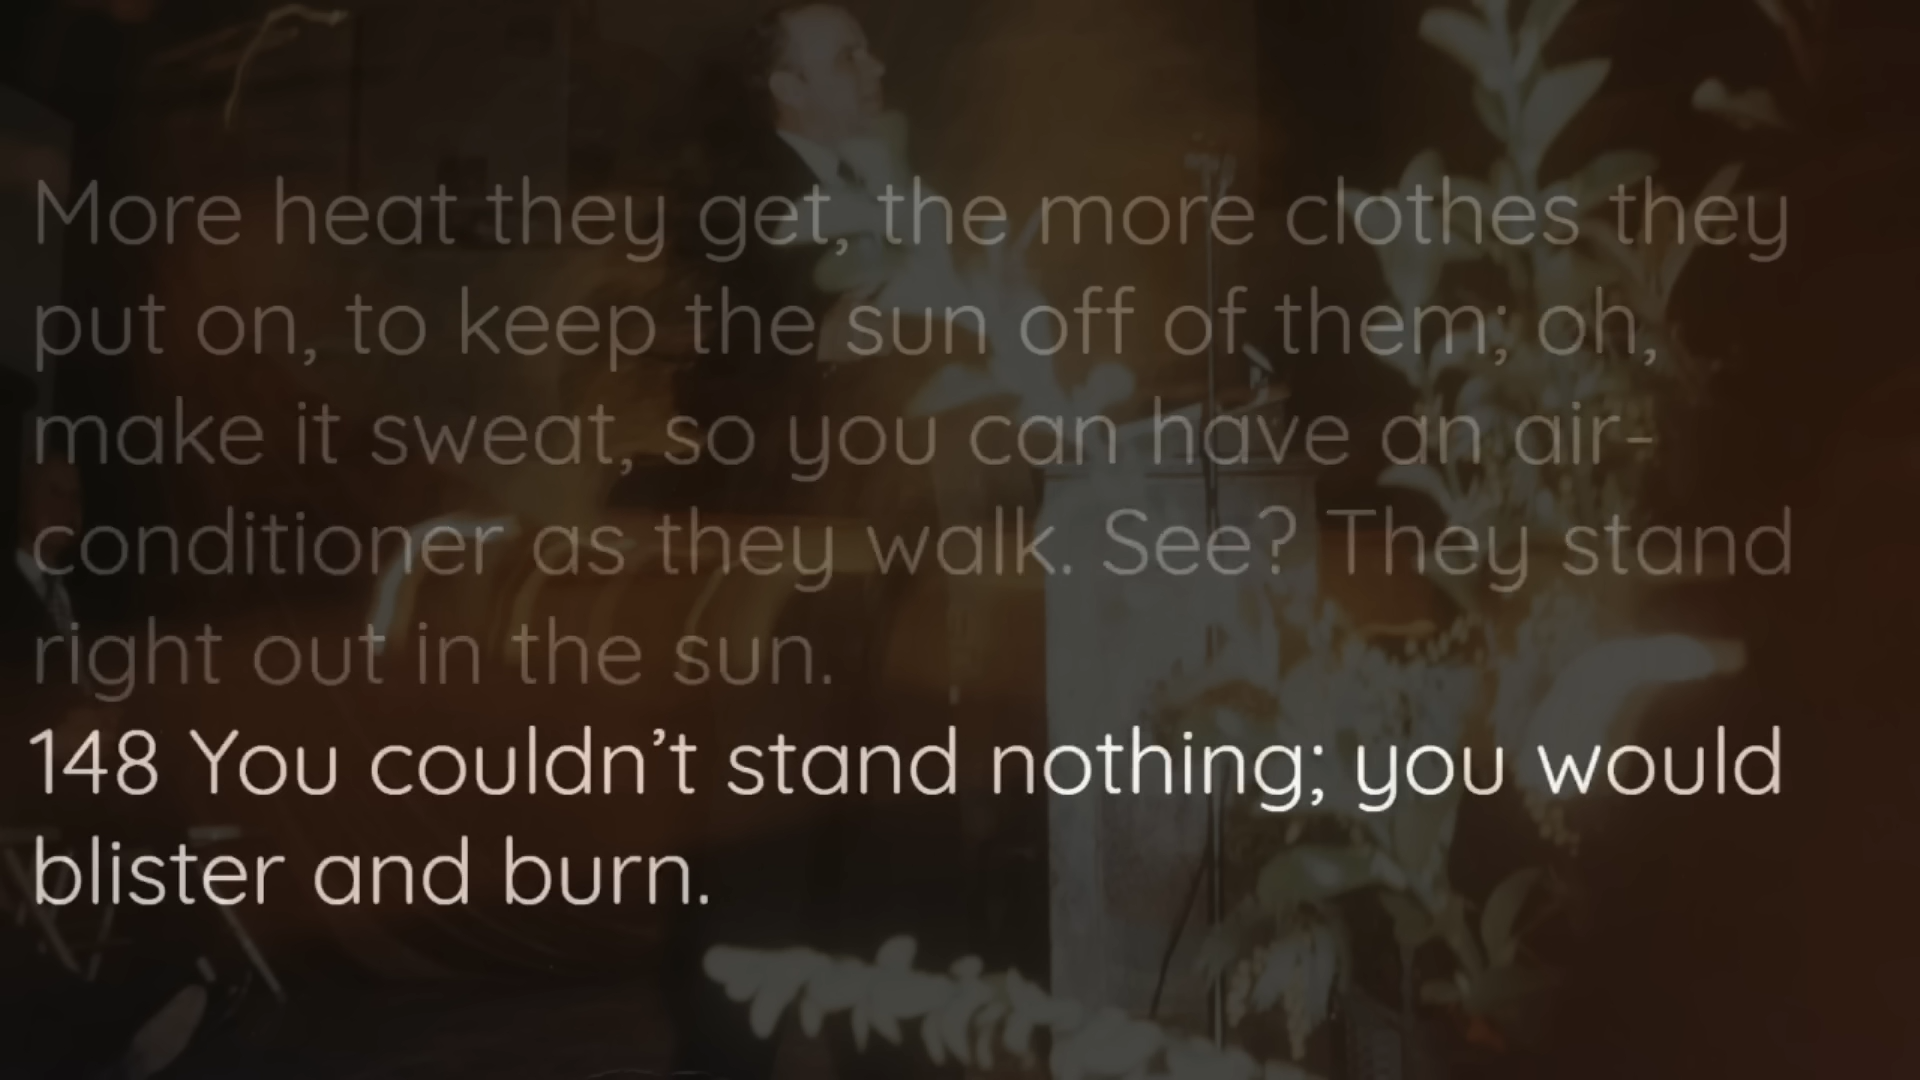 More heat they get, the more clothes they
put on, to keep the sun off of them; oh,
make it sweat, so you can have an air-
conditioner as they walk. See? They stand
right out in the sun.
148 You couldn’t stand nothing; you would
blister and burn.